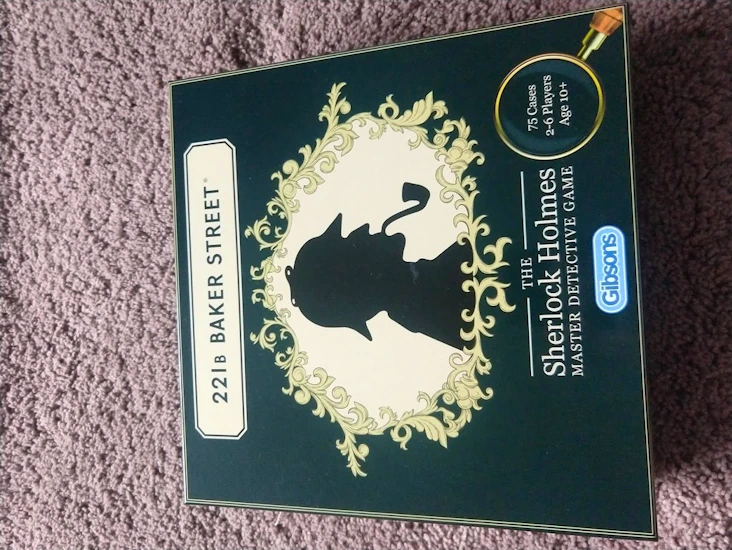 221B BAKER STREET®
THE
Sherlock Holmes
MASTER DETECTIVE GAME
75 Cases
2-6 Players
Age 10+
Gibsons